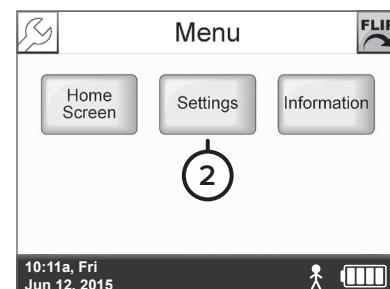 Menu
FLIP
Home
Screen
Settings
Information
2
10:11a, Fri
Jun 12, 2015